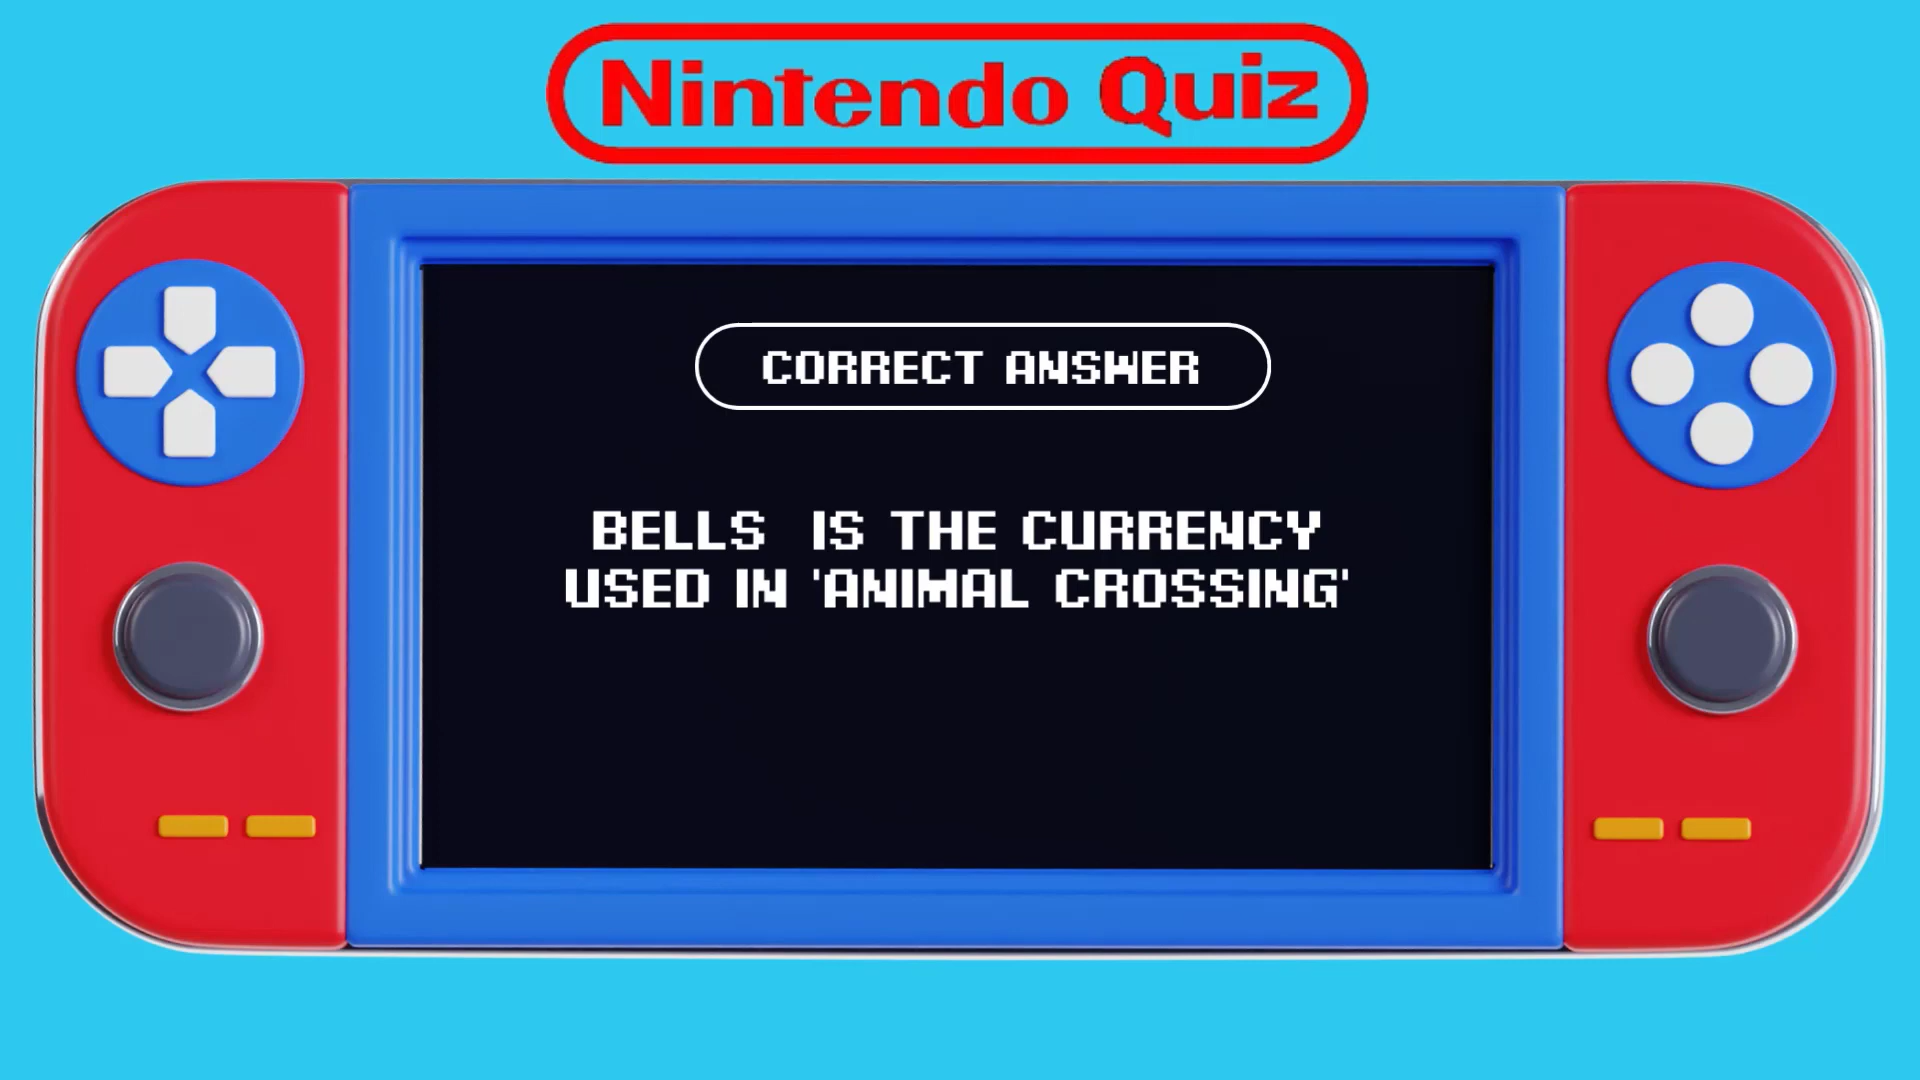 Nintendo Quiz
CORRECT ANSWER
BELLS IS THE CURRENCY
USED IN 'ANIMAL CROSSING'